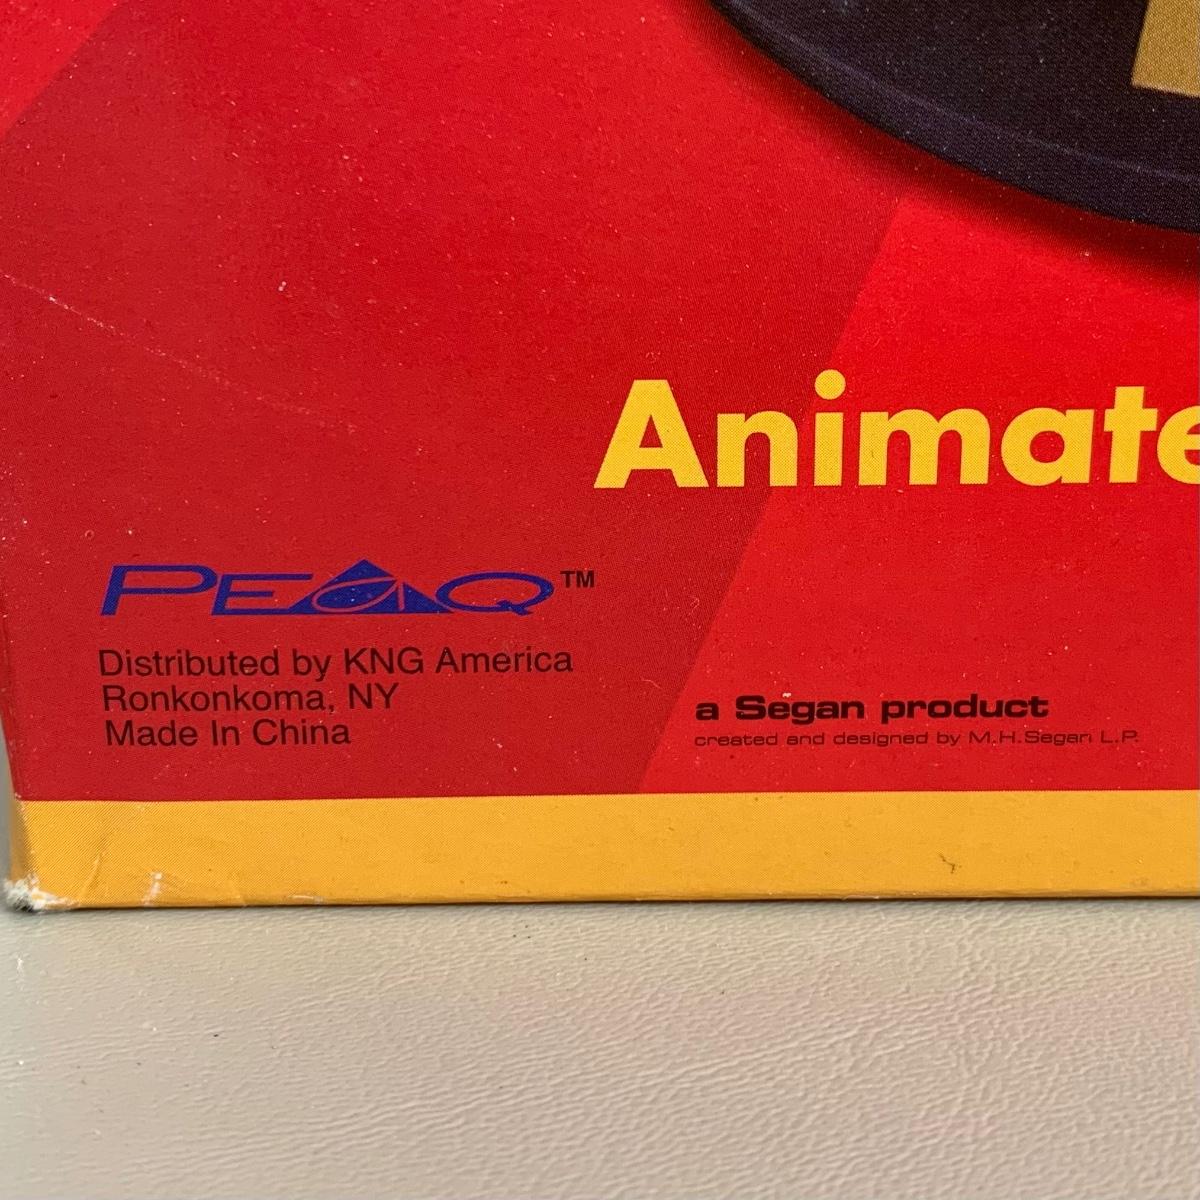 Animate
PEAQ™
Distributed by KNG America
Ronkonkoma, NY
Made In China
a Segan product
created and designed by M.H.Segan L.P.